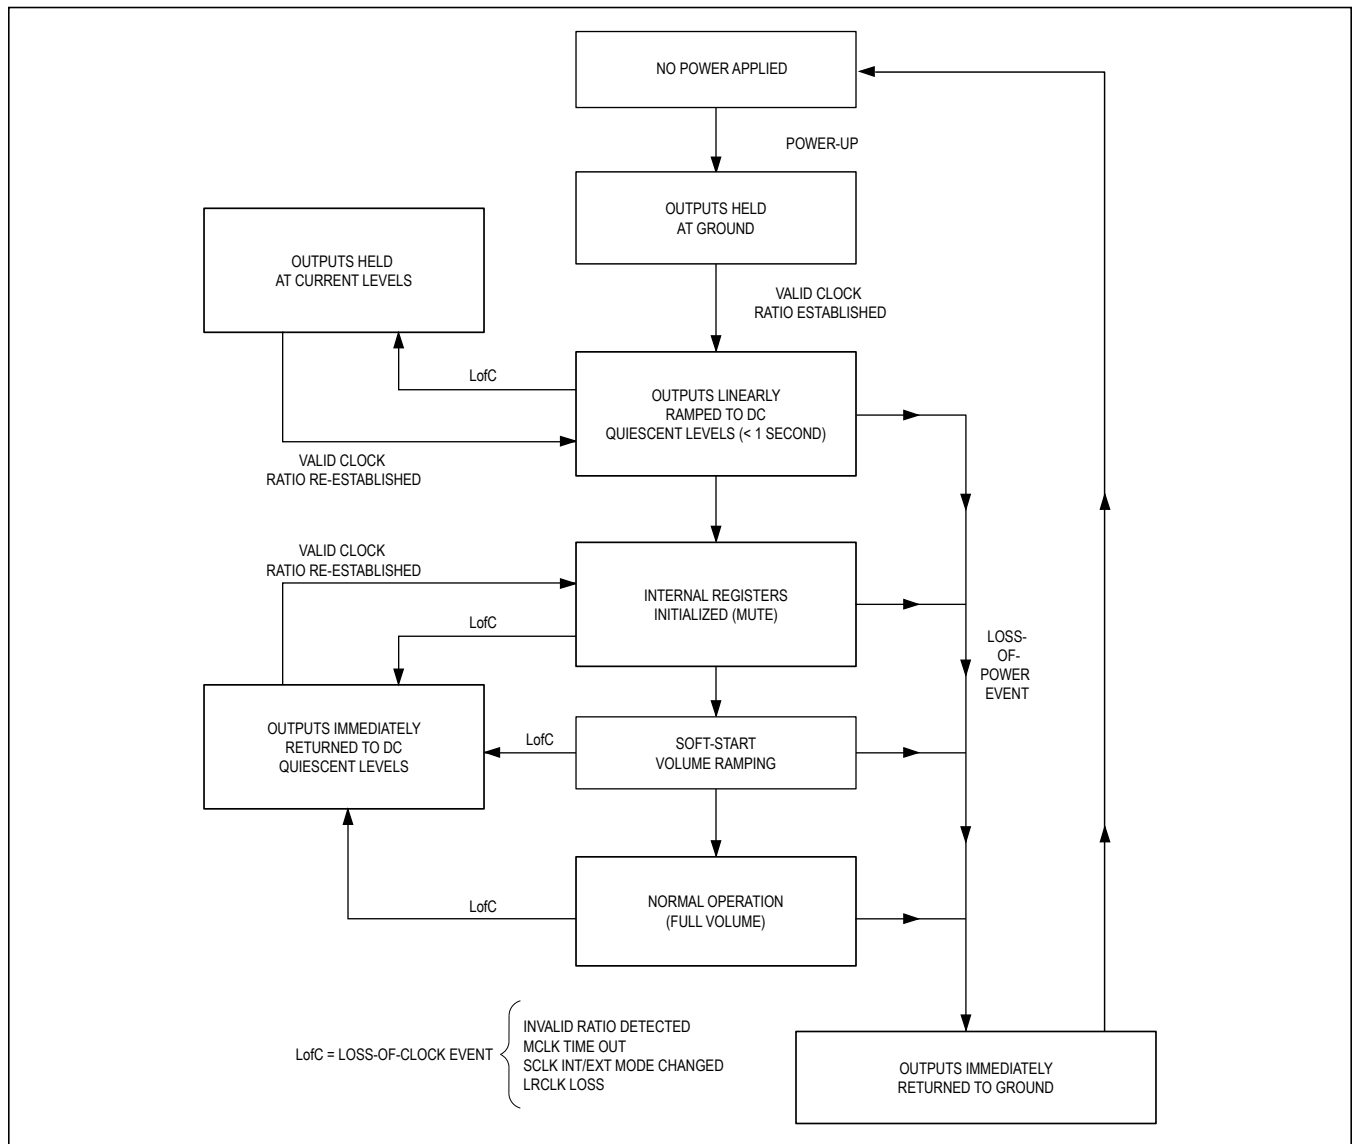 NO POWER APPLIED
POWER-UP
OUTPUTS HELD
AT GROUND
OUTPUTS HELD
AT CURRENT LEVELS
VALID CLOCK
RATIO ESTABLISHED
LofC
OUTPUTS LINEARLY
RAMPED TO DC
QUIESCENT LEVELS (< 1 SECOND)
VALID CLOCK
RATIO RE-ESTABLISHED
VALID CLOCK
RATIO RE-ESTABLISHED
INTERNAL REGISTERS
INITIALIZED (MUTE)
LofC
LOSS-
OF-
POWER
EVENT
OUTPUTS IMMEDIATELY
RETURNED TO DC
QUIESCENT LEVELS
LofC
SOFT-START
VOLUME RAMPING
LofC
NORMAL OPERATION
(FULL VOLUME)
LofC = LOSS-OF-CLOCK EVENT
INVALID RATIO DETECTED
MCLK TIME OUT
SCLK INT/EXT MODE CHANGED
LRCLK LOSS
OUTPUTS IMMEDIATELY
RETURNED TO GROUND